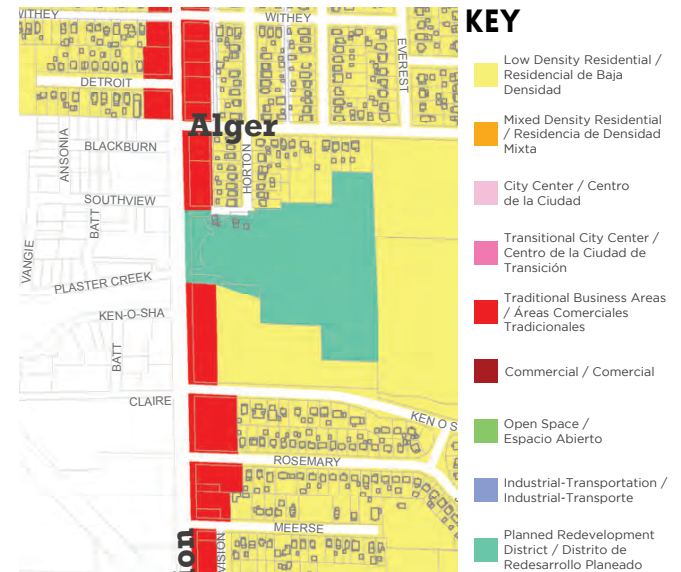 WITHEY
WITHEY
KEY
EVEREST
DETROIT
Alger
ANSONIA
BLACKBURN
HORTON
SOUTHVIEW
BATT
VANGIE
PLASTER CREEK
KEN-O-SHA
BATT
CLAIRE
KEN O S
ROSEMARY
MEERSE
ion
VISION
Low Density Residential /
Residencial de Baja
Densidad
Mixed Density Residential
/ Residencia de Densidad
Mixta
City Center / Centro
de la Ciudad
Transitional City Center /
Centro de la Ciudad de
Transición
Traditional Business Areas
/ Áreas Comerciales
Tradicionales
Commercial / Comercial
Open Space /
Espacio Abierto
Industrial-Transportation /
Industrial-Transporte
Planned Redevelopment
District / Distrito de
Redesarrollo Planeado